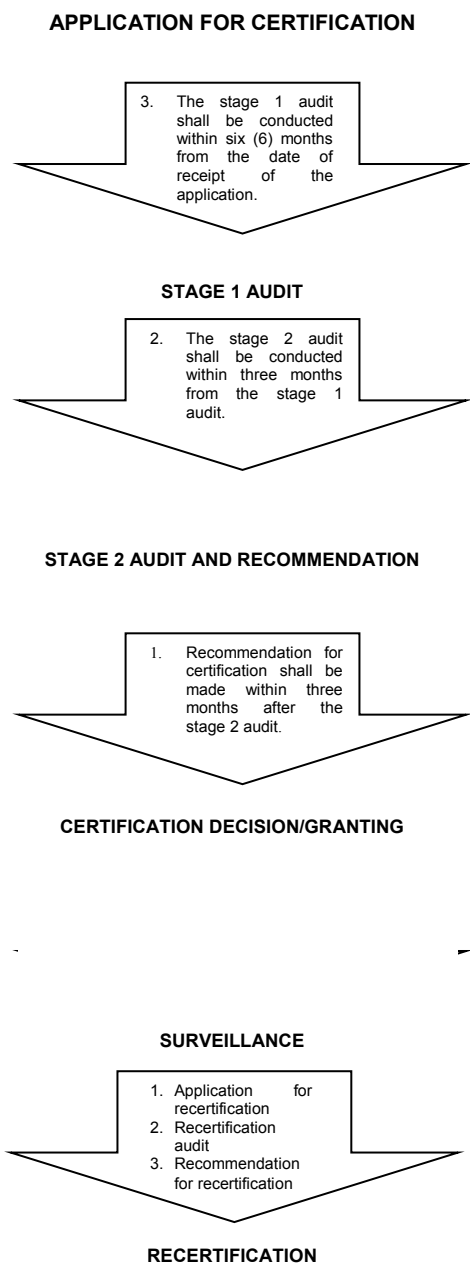 APPLICATION FOR CERTIFICATION
3. The stage 1 audit
shall be conducted
within six (6) months
from the date of
receipt of the
application.
STAGE 1 AUDIT
2. The stage 2 audit
shall be conducted
within three months
from the stage 1
audit.
STAGE 2 AUDIT AND RECOMMENDATION
1. Recommendation for
certification shall be
made within three
months after the
stage 2 audit.
CERTIFICATION DECISION/GRANTING
SURVEILLANCE
1. Application for
recertification
2. Recertification
audit
3. Recommendation
for recertification
RECERTIFICATION